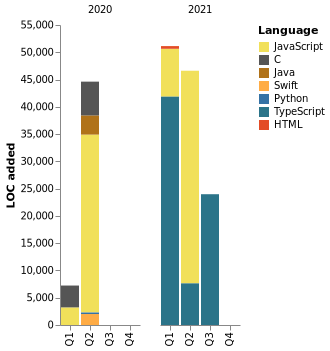 2020
2021
LOC added
55,000
50,000
45,000
40,000
35,000
30,000
25,000
20,000
15,000
10,000
5,000
0
Q1
Q2
Q3
Q4
Q1
Q2
Q3
Q4
Language
JavaScript
C
Java
Swift
Python
TypeScript
HTML